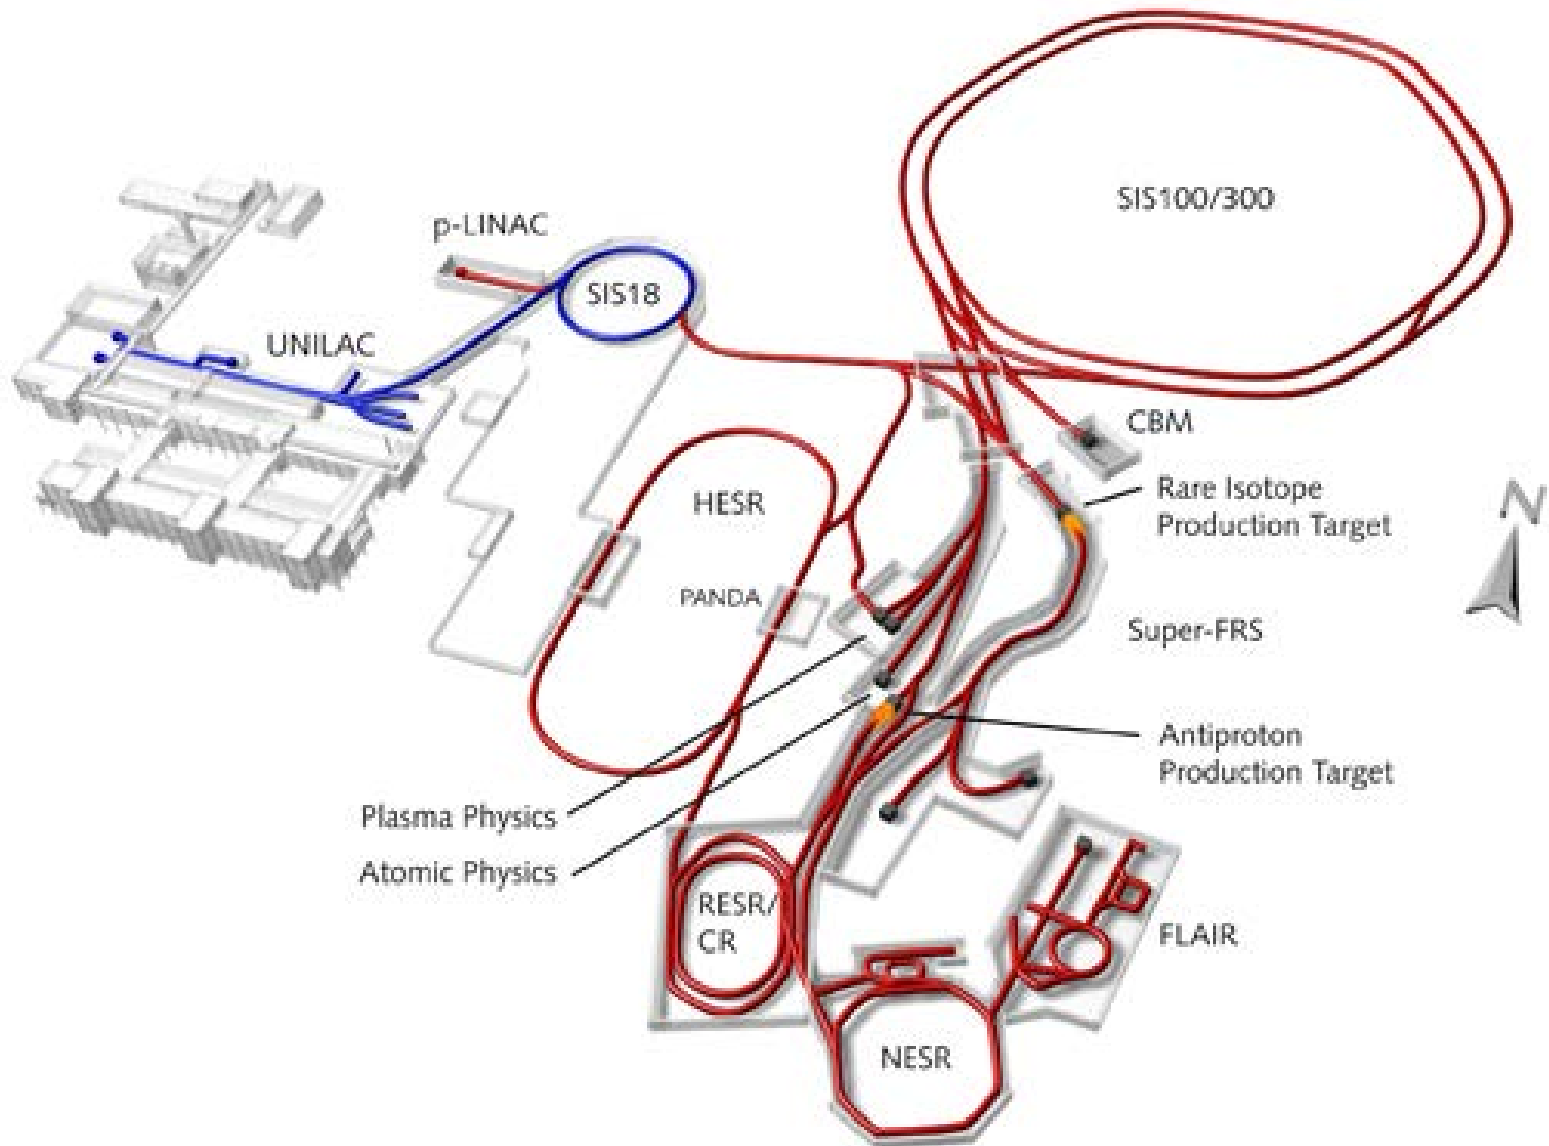 SIS100/300
p-LINAC
SIS18
UNILAC
CBM
Rare Isotope
Production Target
HESR
N
PANDA
Super-FRS
Antiproton
Production Target
Plasma Physics
Atomic Physics
RESR/
CR
FLAIR
NESR